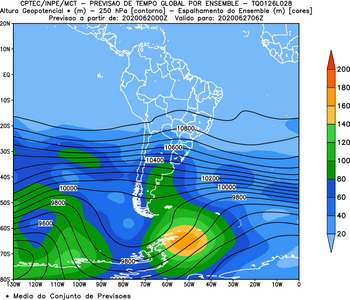 CPTEC/INPE/MCT - PREVISAO DE TEMPO GLOBAL POR ENSEMBLE - TQ0126L028
Altura Geopotencial * (m) - 250 hPa [contorno] - Espalhamento do Ensemble (m) [cores]
Previsao a partir de: 2020062000Z Valido para: 2020062706Z
20N
10N
EQ
10S
20S
30S
40S
50S
60S
70S
80S
10800
10600
10400
10200
10000
10000
9800
9800
9600
9800
130W 120W 110W 100W 90W 80W 70W 60W 50W 40W 30W 20W 10W 0
200
180
160
140
120
100
80
60
40
20
* Media do Conjunto de Previsoes